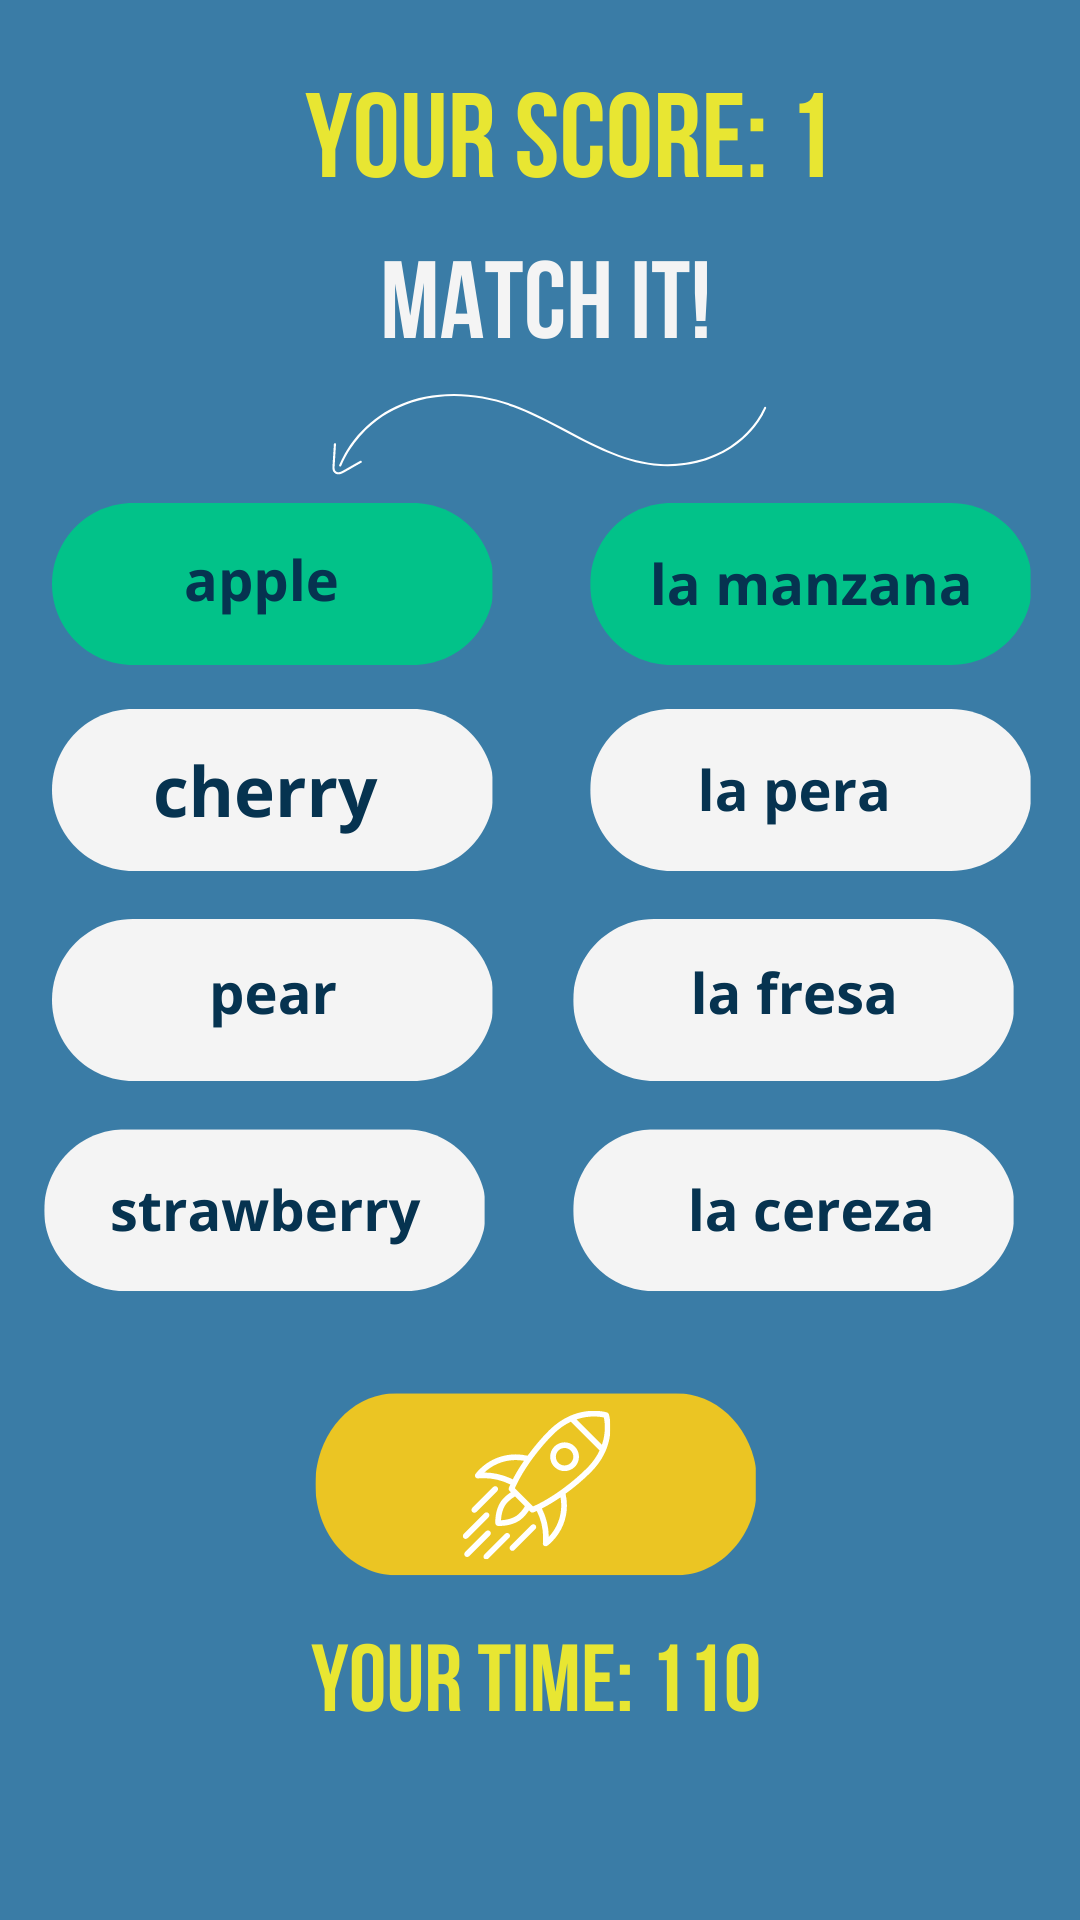 YOUR SCORE: 1
MATCH IT!
apple
la manzana
cherry
la pera
pear
la fresa
strawberry
la cereza
YOUR TIME: 110